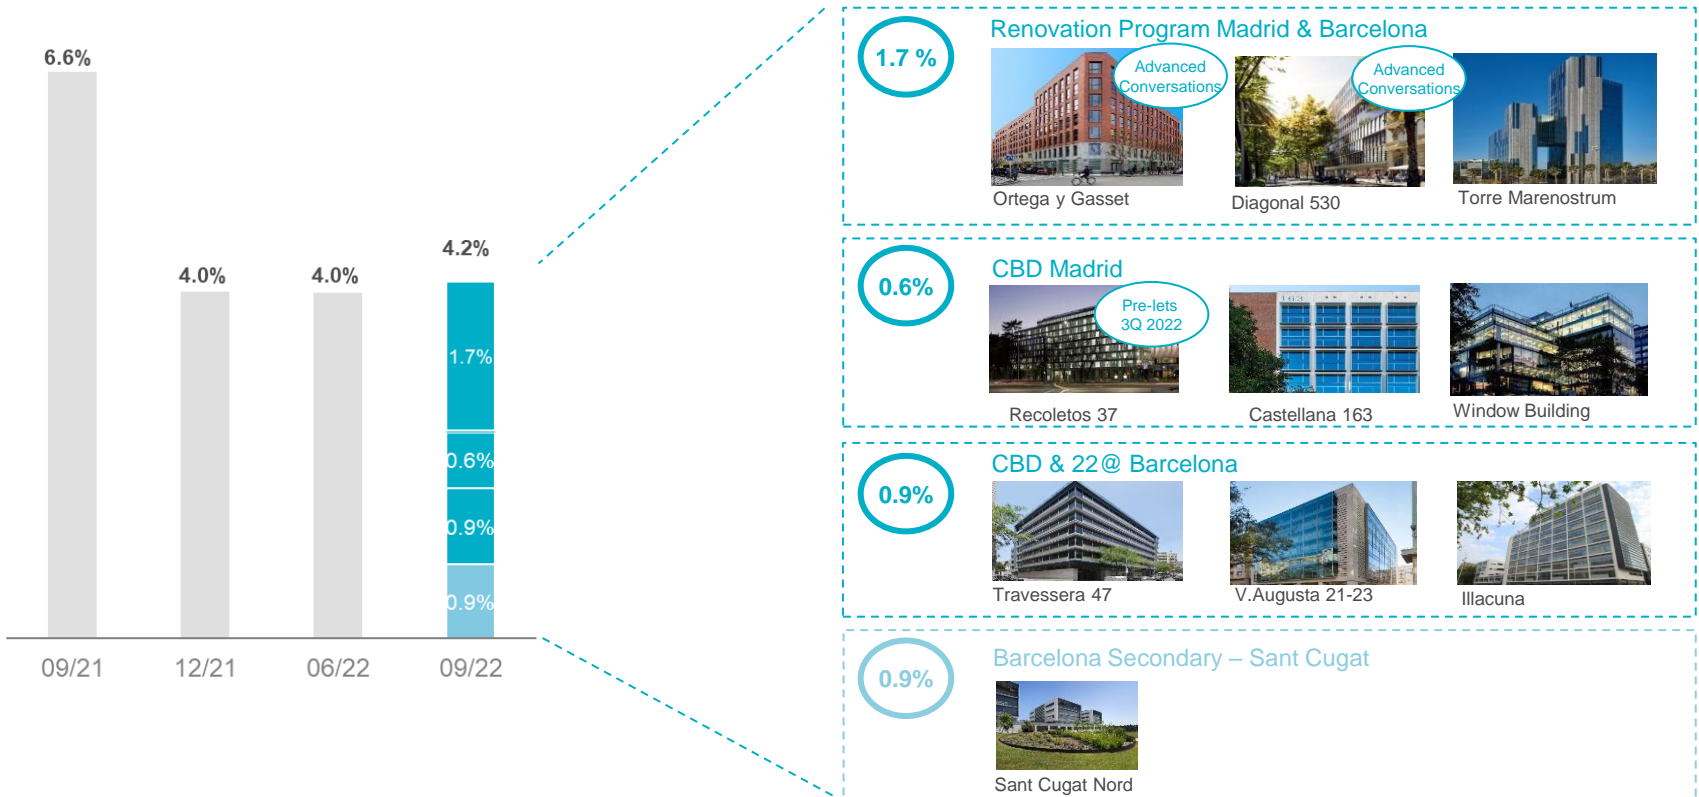 6.6%
4.0%
4.0%
4.2%
1.7%
0.6%
0.9%
0.9%
09/21
12/21
06/22
09/22
1.7 %
Renovation Program Madrid & Barcelona
Advanced
Conversations
Advanced
Conversations
Ortega y Gasset
Diagonal 530
Torre Marenostrum
0.6%
CBD Madrid
Pre-lets
3Q 2022
163
Recoletos 37
Castellana 163
Window Building
0.9%
CBD & 22@ Barcelona
Travessera 47
V.Augusta 21-23
Illacuna
0.9%
Barcelona Secondary – Sant Cugat
Sant Cugat Nord